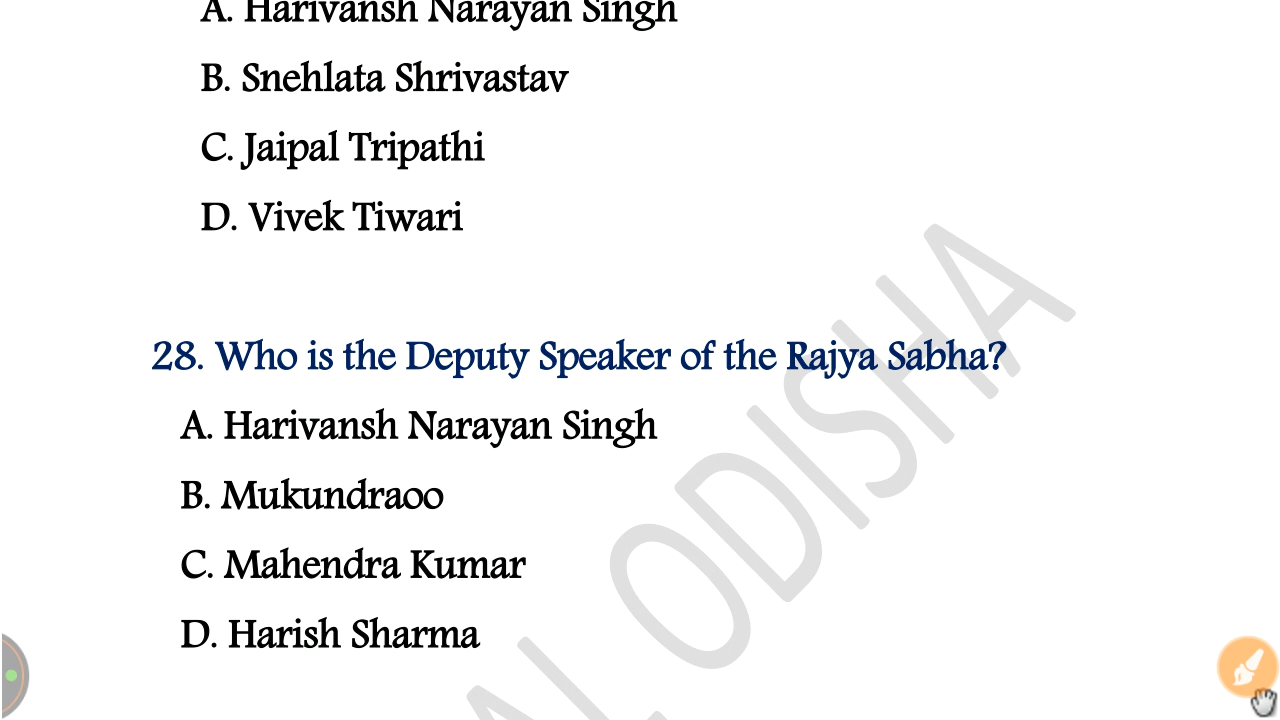 A. Harivansh Narayan Singh
B. Snehlata Shrivastav
C. Jaipal Tripathi
D. Vivek Tiwari
28. Who is the Deputy Speaker of the Rajya Sabha?
A. Harivansh Narayan Singh
B. Mukundraoo
C. Mahendra Kumar
D. Harish Sharma
ODISHA